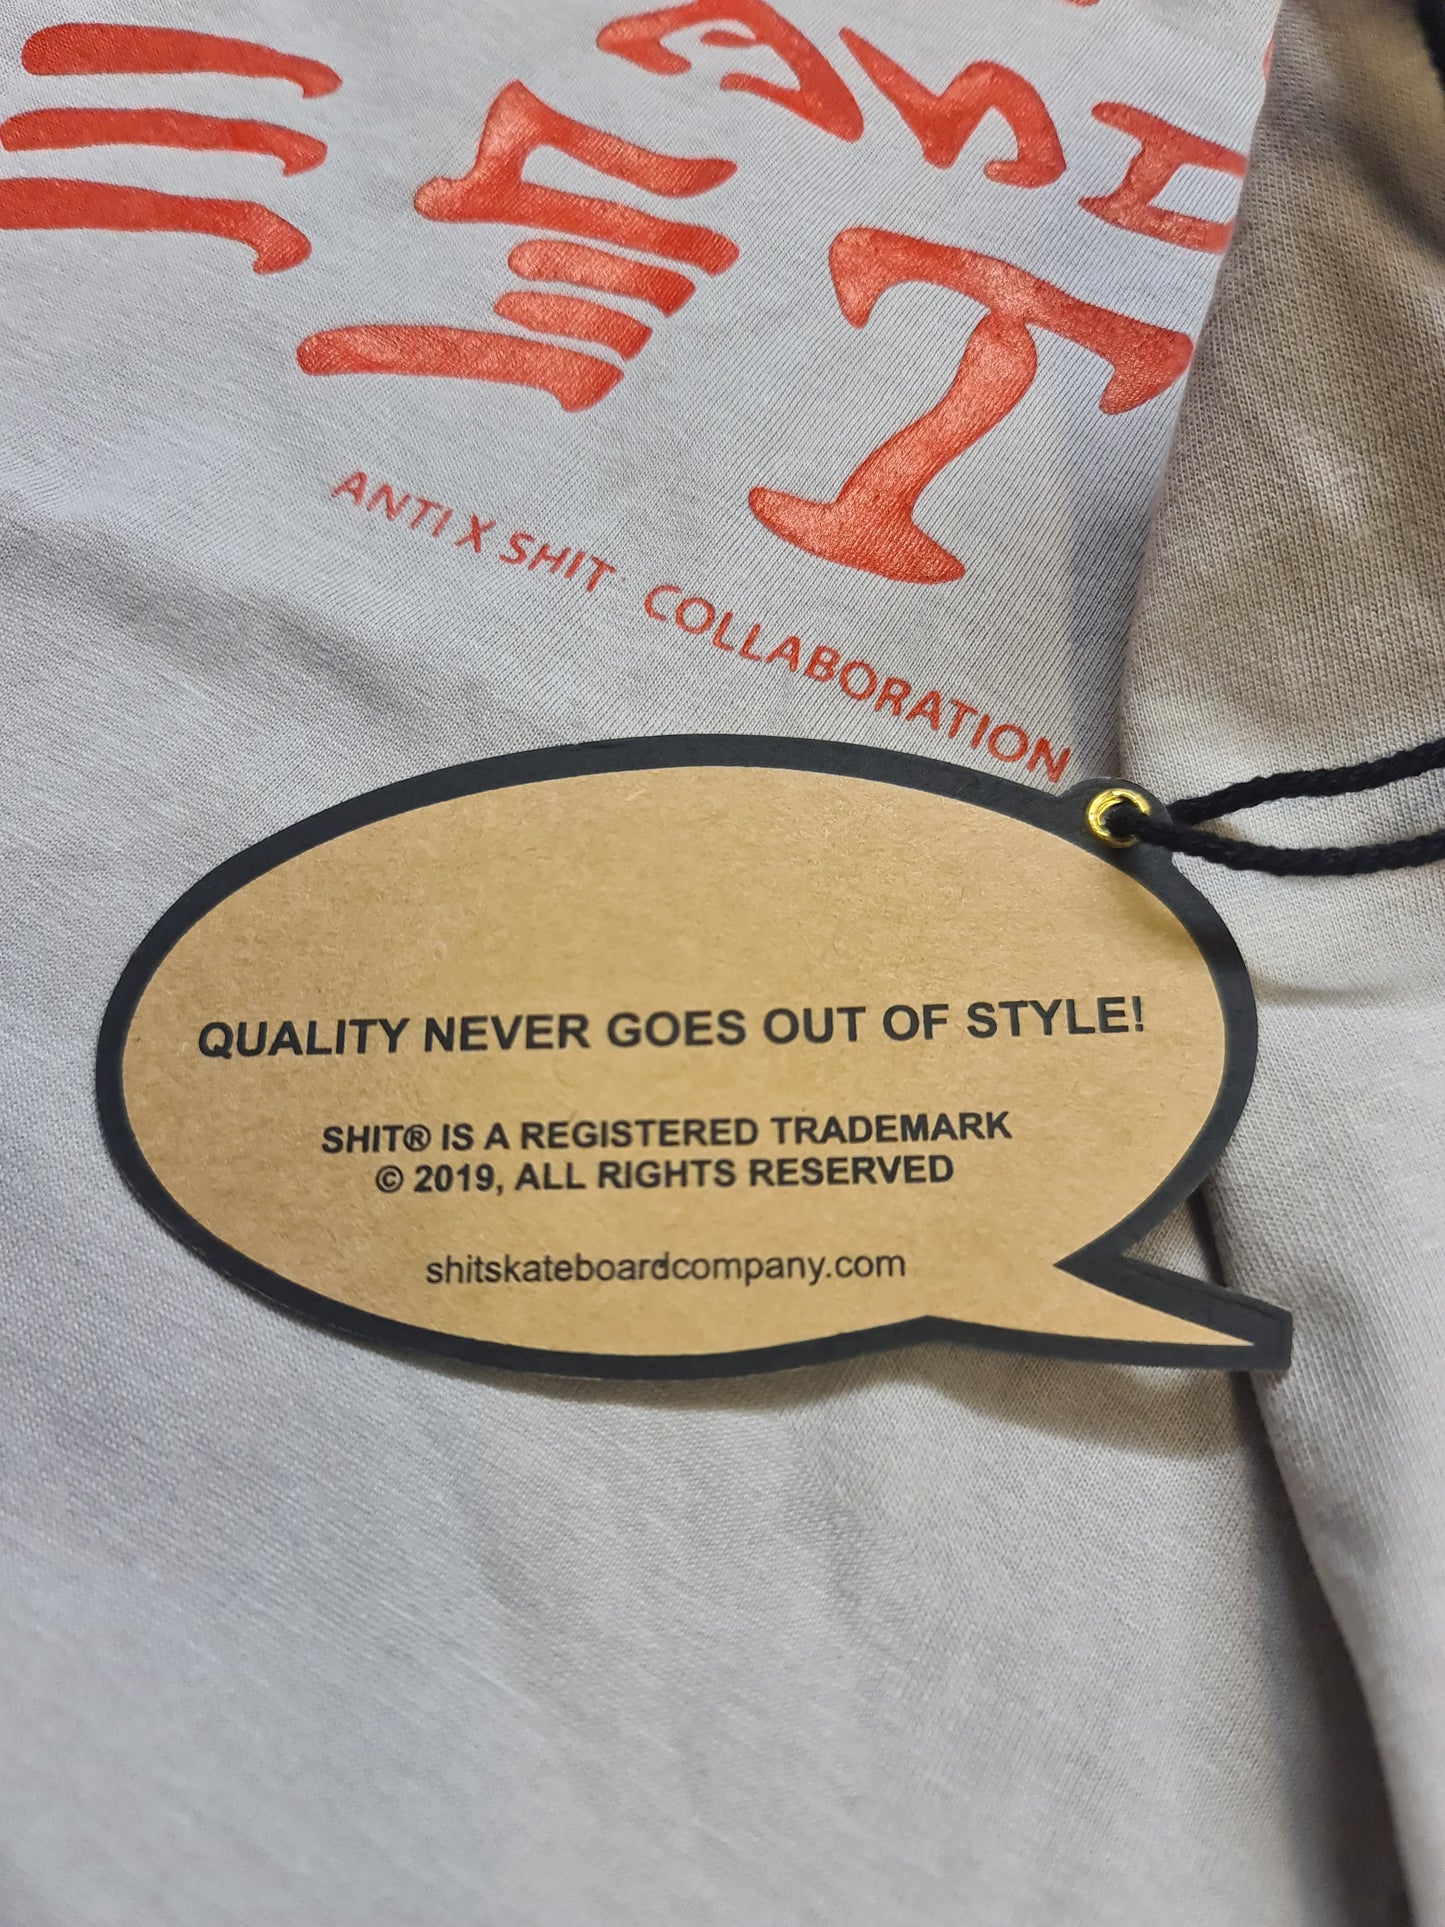 ANTI X SHIT COLLABORATION
QUALITY NEVER GOES OUT OF STYLE!
SHIT® IS A REGISTERED TRADEMARK
© 2019, ALL RIGHTS RESERVED
shitskateboardcompany.com